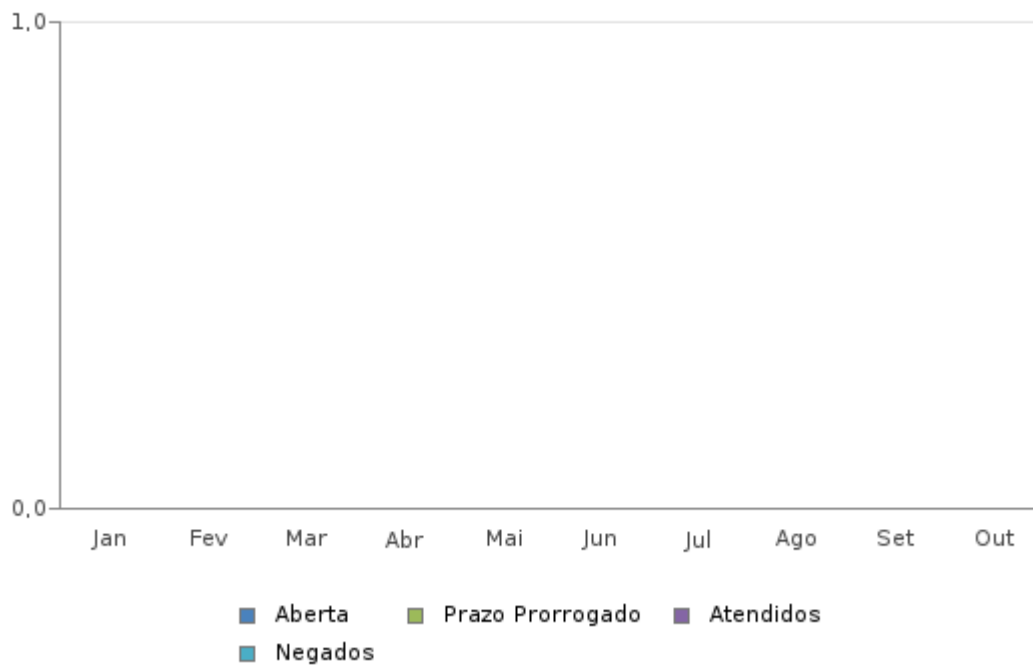 1,0
0,0
Jan Fev Mar Abr Mai Jun Jul Ago Set Out
Aberta Prazo Prorrogado Atendidos
Negados